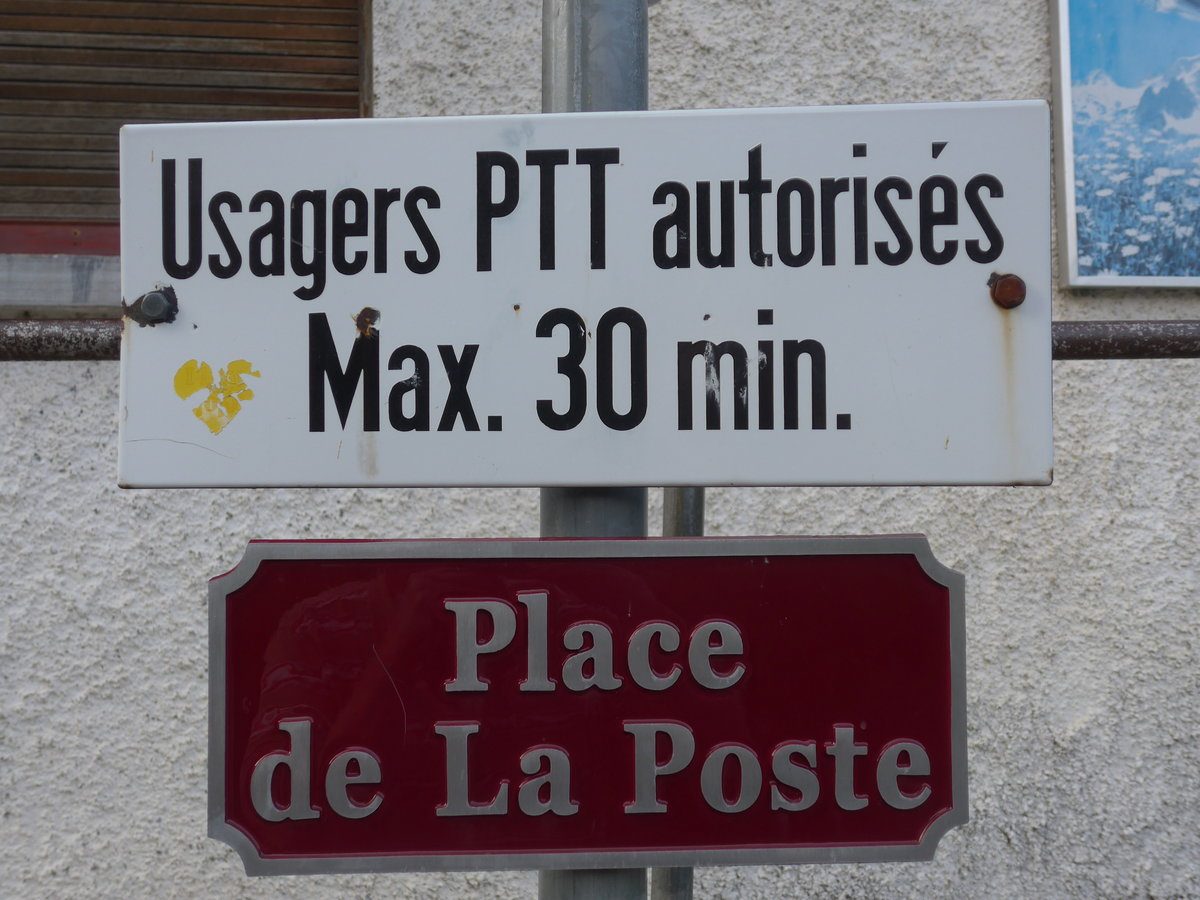 Usagers PTT autorisés
Max. 30 min.
Place
de La Poste